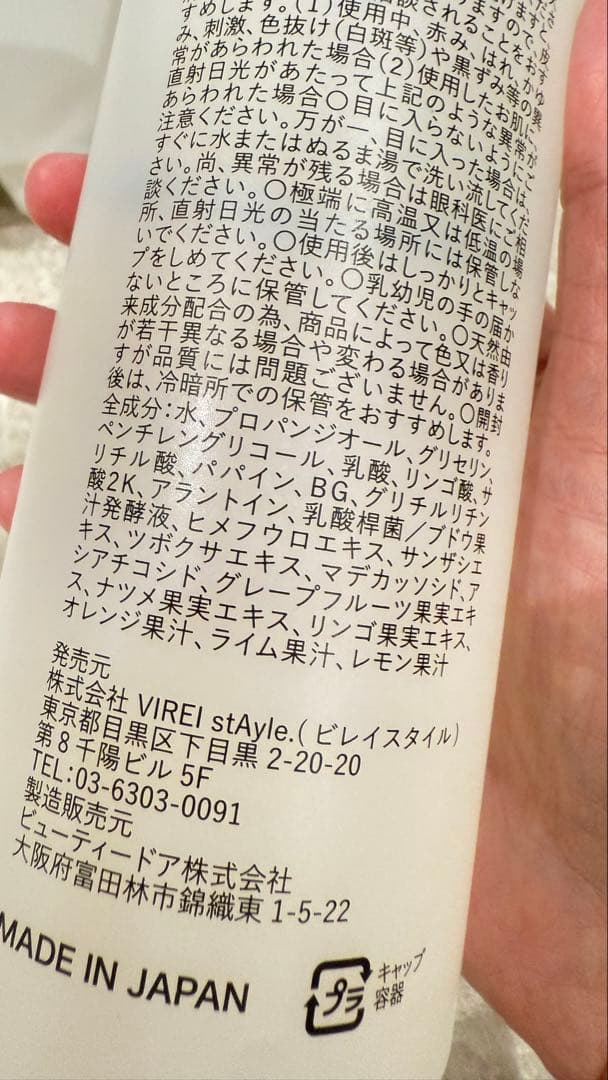 すめします。(1)使用中、赤み、はれ、かゆ
み、刺激、色抜け(白斑等)や黒ずみ等の異
常があらわれた場合(2)使用したお肌に、
直射日光があたって上記のような異常が
あらわれた場合〇目に入らないようにご
注意ください。万が一、目に入った場合は、
すぐに水またはぬるま湯で洗い流してくだ
さい。尚、異常が残る場合は眼科医にご相
談ください。〇極端に高温又は低温の場
所、直射日光の当たる場所には保管しな
いでください。〇使用後はしっかりとキャッ
プをしめてください。〇乳幼児の手の届か
ないところに保管してください。〇天然由
来成分配合の為、商品によって色又は香り
が若干異なる場合や変わる場合がありま
すが品質には問題ございません。〇開封
後は、冷暗所での保管をおすすめします。
全成分:水、プロパンジオール、グリセリン、
ペンチレングリコール、乳酸、リンゴ酸、サ
リチル酸、パパイン、BG、グリチルリチン
酸2K、アラントイン、乳酸桿菌/ブドウ果
汁発酵液、ヒメフウロエキス、サンザシエ
キス、ツボクサエキス、マデカッソシド、ア
シアチコシド、グレープフルーツ果実エキ
ス、ナツメ果実エキス、リンゴ果実エキス、
オレンジ果汁、ライム果汁、レモン果汁
発売元
株式会社 VIREI stAyle.(ビレイスタイル)
東京都目黒区下目黒 2-20-20
第8千陽ビル 5F
TEL:03-6303-0091
製造販売元
ビューティードア株式会社
大阪府富田林市錦織東 1-5-22
MADE IN JAPAN
プラ
キャップ
容器